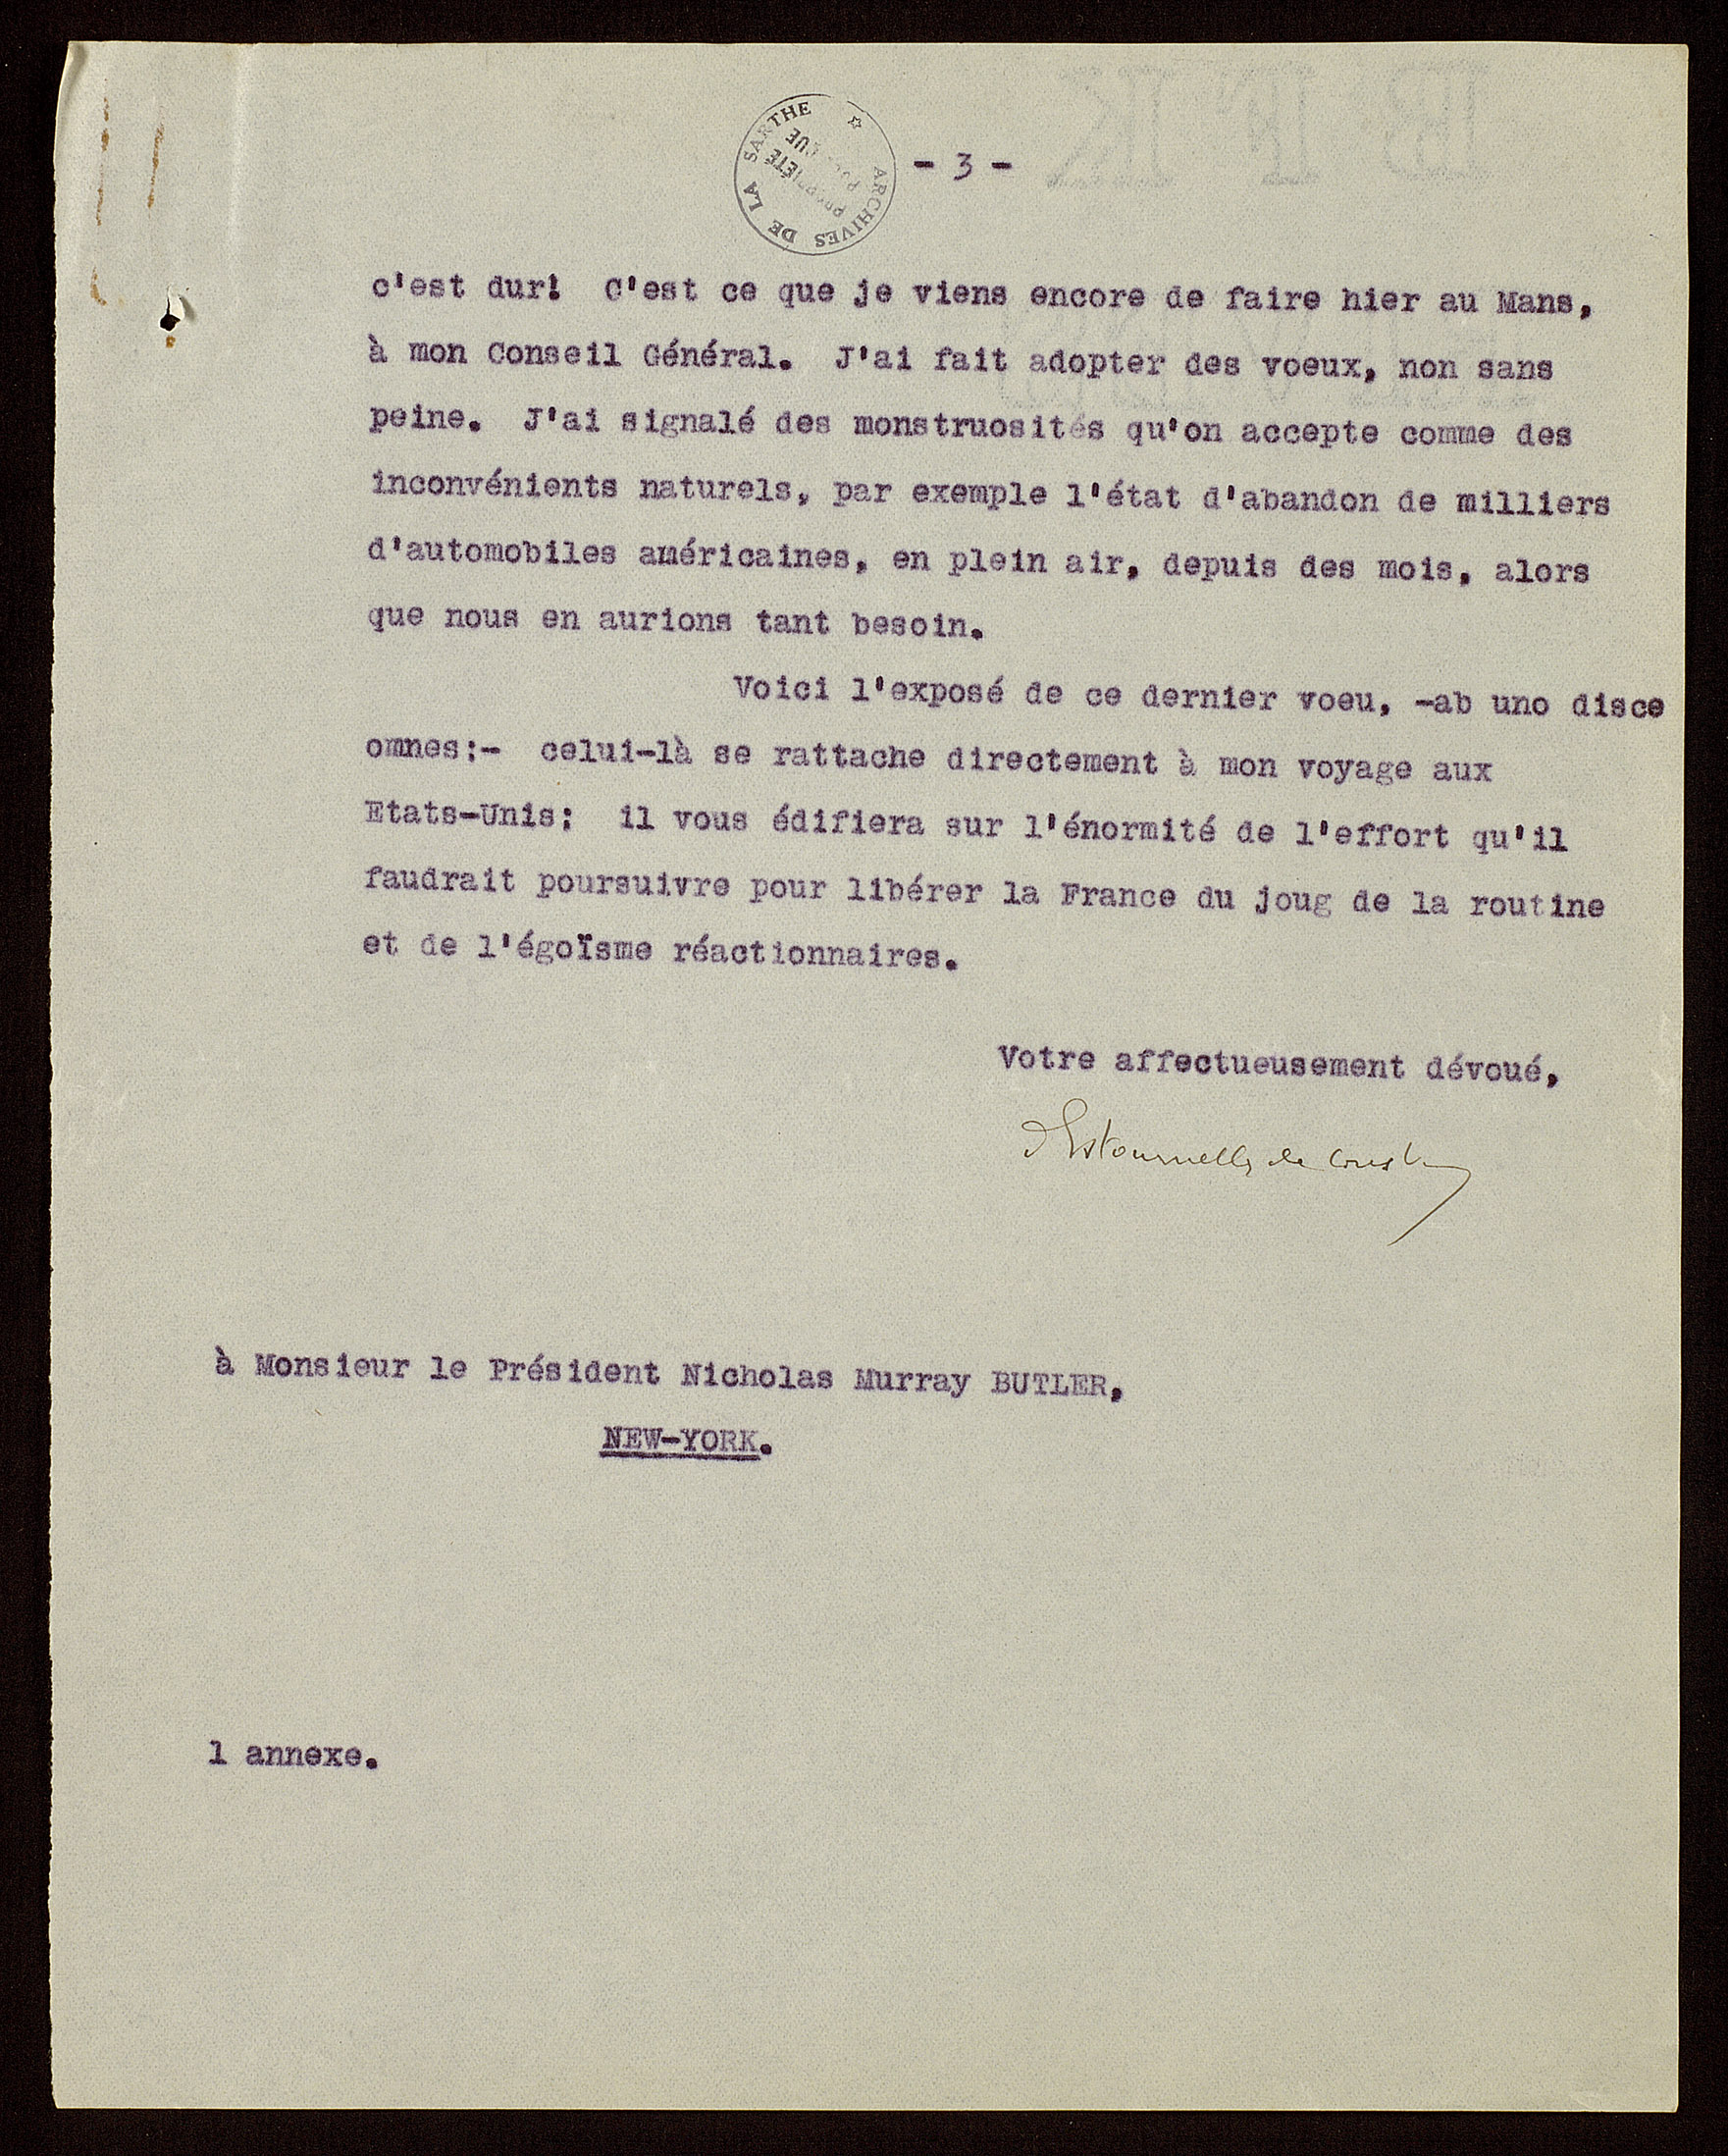 ARCHIVES DE LA SARTHE
PROPRIÉTÉ
- 3 -
c'est dur!  C'est ce que je viens encore de faire hier au Mans,
à mon Conseil Général.  J'ai fait adopter des voeux, non sans
peine.  J'ai signalé des monstruosités qu'on accepte comme des
inconvénients naturels, par exemple l'état d'abandon de milliers
d'automobiles américaines, en plein air, depuis des mois, alors
que nous en aurions tant besoin.
Voici l'exposé de ce dernier voeu, -ab uno disce
omnes:-  celui-là se rattache directement à mon voyage aux
Etats-Unis:  il vous édifiera sur l'énormité de l'effort qu'il
faudrait poursuivre pour libérer la France du joug de la routine
et de l'égoïsme réactionnaires.
Votre affectueusement dévoué,
d'Estournelles de Constant
à Monsieur le Président Nicholas Murray BUTLER,
NEW-YORK.
1 annexe.